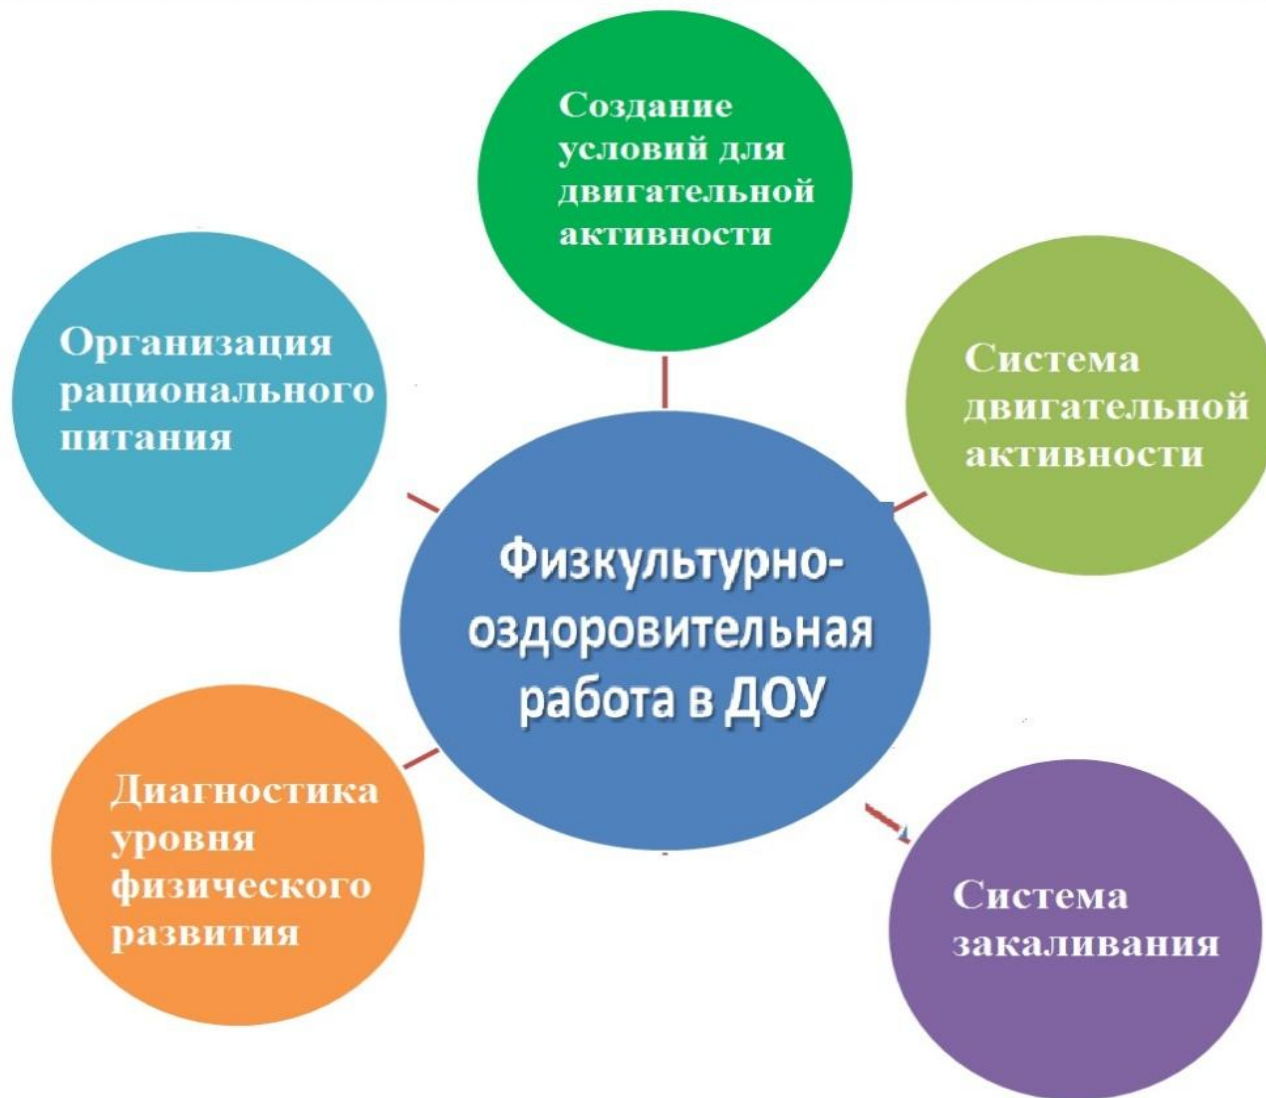 Создание
условий для
двигательной
активности
Организация
рационального
питания
Система
двигательной
активности
Физкультурно-
оздоровительная
работа в ДОУ
Диагностика
уровня
физического
развития
Система
закаливания